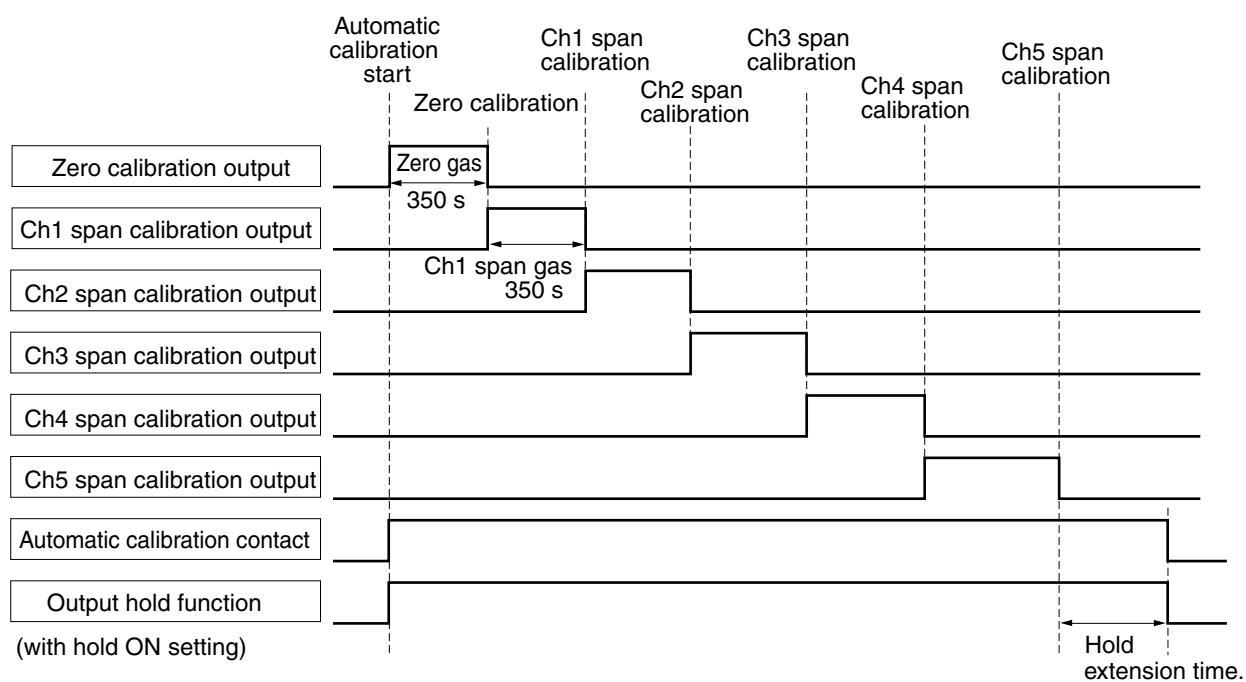 Automatic
calibration
start
Zero calibration
Ch1 span
calibration
Ch2 span
calibration
Ch3 span
calibration
Ch4 span
calibration
Ch5 span
calibration
Zero calibration output
Zero gas
350 s
Ch1 span calibration output
Ch1 span gas
350 s
Ch2 span calibration output
Ch3 span calibration output
Ch4 span calibration output
Ch5 span calibration output
Automatic calibration contact
Output hold function
(with hold ON setting)
Hold
extension time.